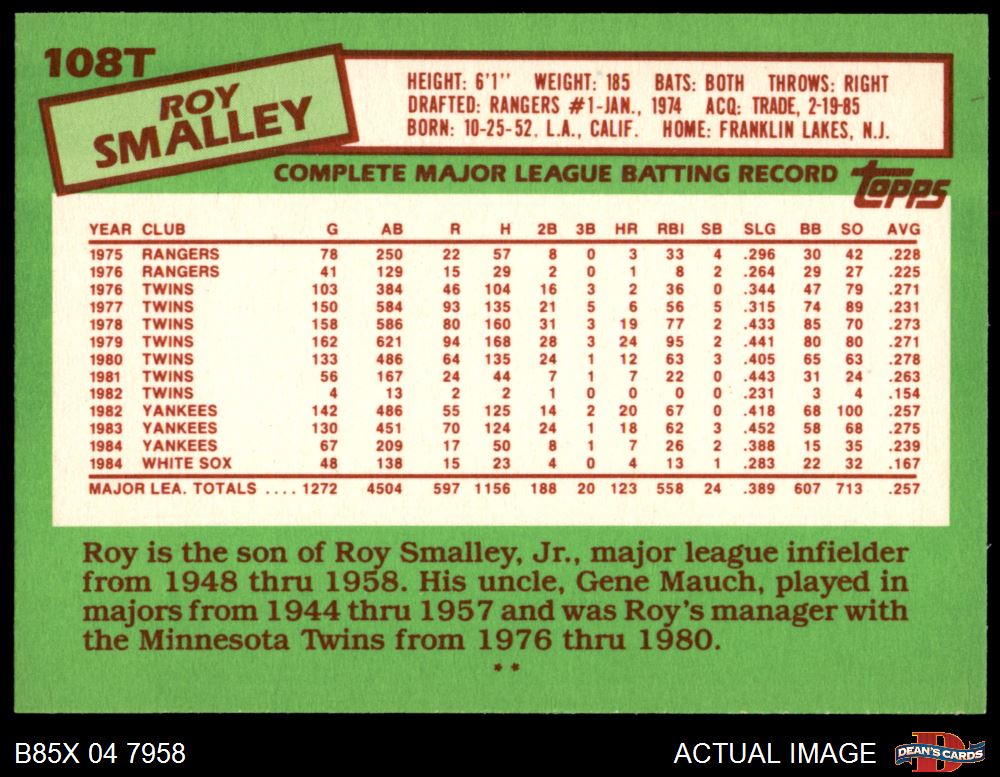 108T
ROY
SMALLEY
HEIGHT: 6'1'' WEIGHT: 185 BATS: BOTH THROWS: RIGHT
DRAFTED: RANGERS #1-JAN., 1974 ACQ: TRADE, 2-19-85
BORN: 10-25-52, L.A., CALIF. HOME: FRANKLIN LAKES, N.J.
COMPLETE MAJOR LEAGUE BATTING RECORD topps
YEAR CLUB G AB R H 2B 3B HR RBI SB SLG BB SO AVG
1975 RANGERS 78 250 22 57 8 0 3 33 4 .296 30 42 .228
1976 RANGERS 41 129 15 29 2 0 1 8 2 .264 29 27 .225
1976 TWINS 103 384 46 104 16 3 2 36 0 .344 47 79 .271
1977 TWINS 150 584 93 135 21 5 6 56 5 .315 74 89 .231
1978 TWINS 158 586 80 160 31 3 19 77 2 .433 85 70 .273
1979 TWINS 162 621 94 168 28 3 24 95 2 .441 80 80 .271
1980 TWINS 133 486 64 135 24 1 12 63 3 .405 65 63 .278
1981 TWINS 56 167 24 44 7 1 7 22 0 .443 31 24 .263
1982 TWINS 4 13 2 2 1 0 0 0 0 .231 3 4 .154
1982 YANKEES 142 486 55 125 14 2 20 67 0 .418 68 100 .257
1983 YANKEES 130 451 70 124 24 1 18 62 3 .452 58 68 .275
1984 YANKEES 67 209 17 50 8 1 7 26 2 .388 15 35 .239
1984 WHITE SOX 48 138 15 23 4 0 4 13 1 .283 22 32 .167
MAJOR LEA. TOTALS .... 1272 4504 597 1156 188 20 123 558 24 .389 607 713 .257
Roy is the son of Roy Smalley, Jr., major league infielder
from 1948 thru 1958. His uncle, Gene Mauch, played in
majors from 1944 thru 1957 and was Roy's manager with
the Minnesota Twins from 1976 thru 1980.
* *
B85X 04 7958 ACTUAL IMAGE D DEAN'S CARDS